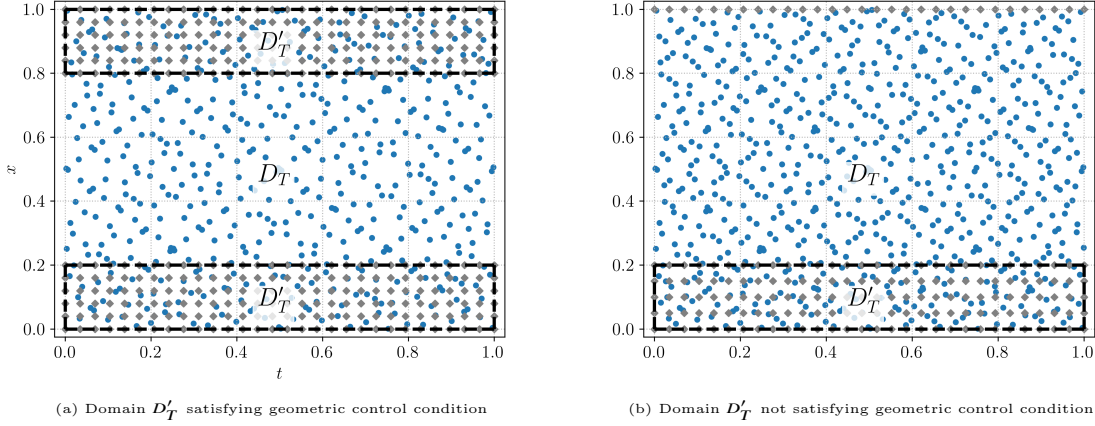 1.0
0.8
0.6
0.4
0.2
0.0
x
D'_T
D_T
D'_T
0.0 0.2 0.4 0.6 0.8 1.0
t
(a) Domain D'_T satisfying geometric control condition
1.0
0.8
0.6
0.4
0.2
0.0
D_T
D'_T
0.0 0.2 0.4 0.6 0.8 1.0
(b) Domain D'_T not satisfying geometric control condition